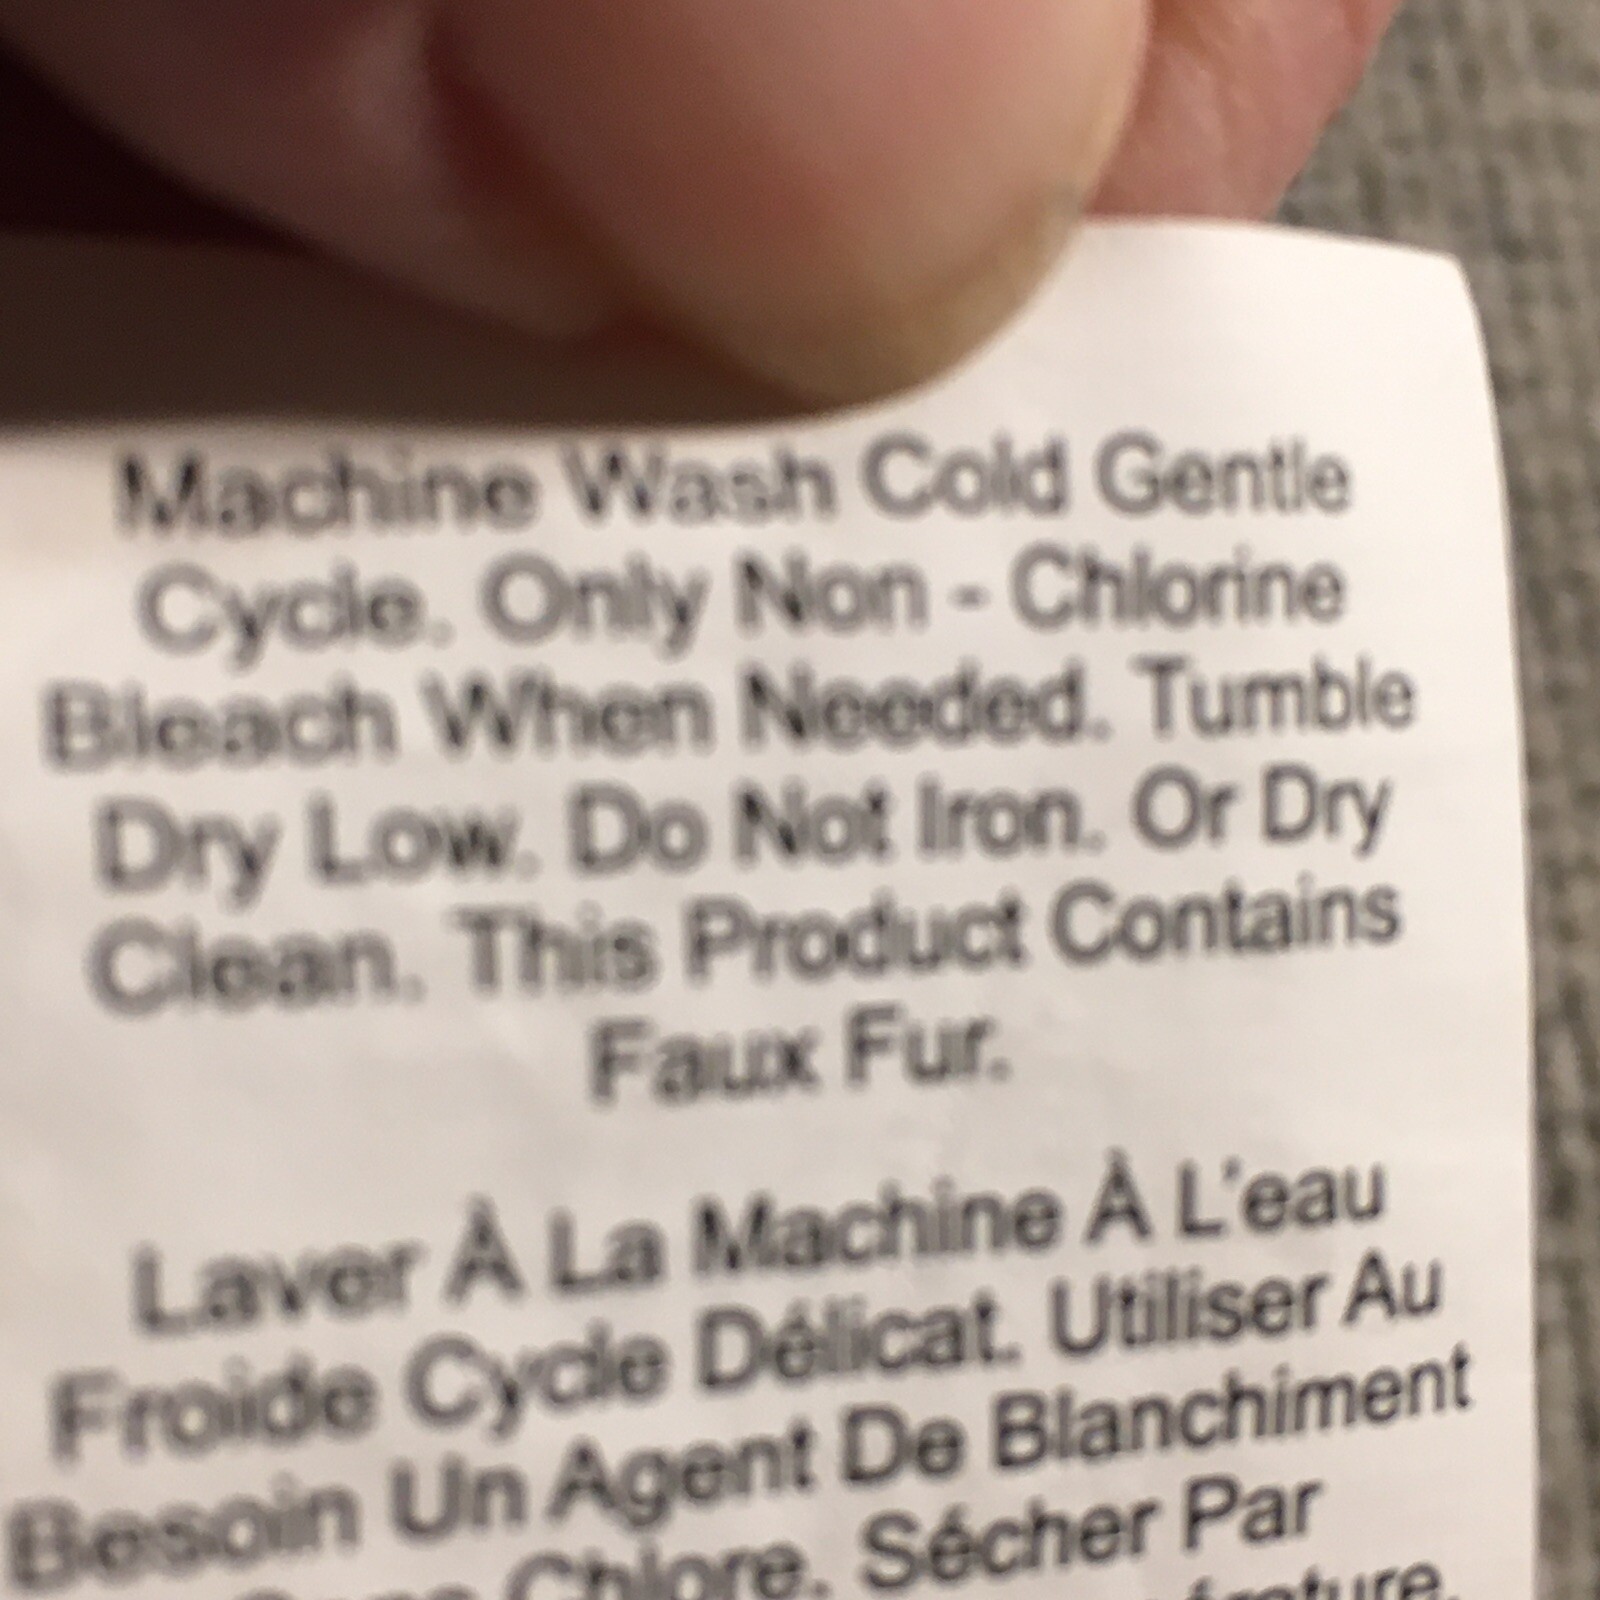 Machine Wash Cold Gentle
Cycle. Only Non - Chlorine
Bleach When Needed. Tumble
Dry Low. Do Not Iron. Or Dry
Clean. This Product Contains
Faux Fur.
Laver À La Machine À L'eau
Froide Cycle Délicat. Utiliser Au
Besoin Un Agent De Blanchiment
Chlore. Sécher Par